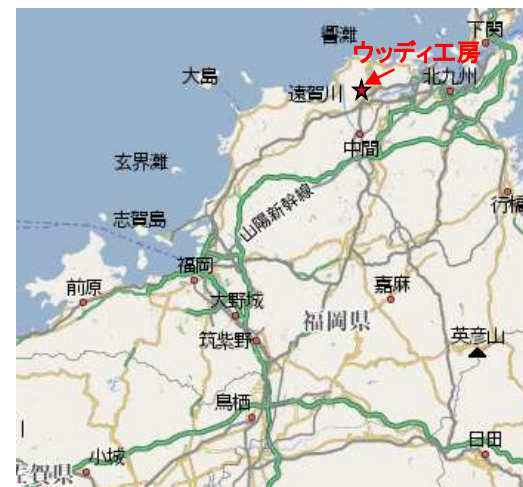 下関
響灘
ウッディ工房
大島
遠賀川
北九州
中間
玄界灘
山陽新幹線
行橋
志賀島
福岡
前原
大野城
嘉麻
福岡県
筑紫野
英彦山
鳥栖
日田
小城
佐賀県